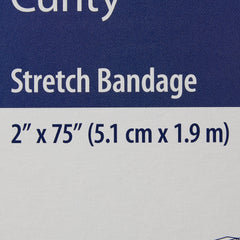 Curity
Stretch Bandage
2” x 75” (5.1 cm x 1.9 m)